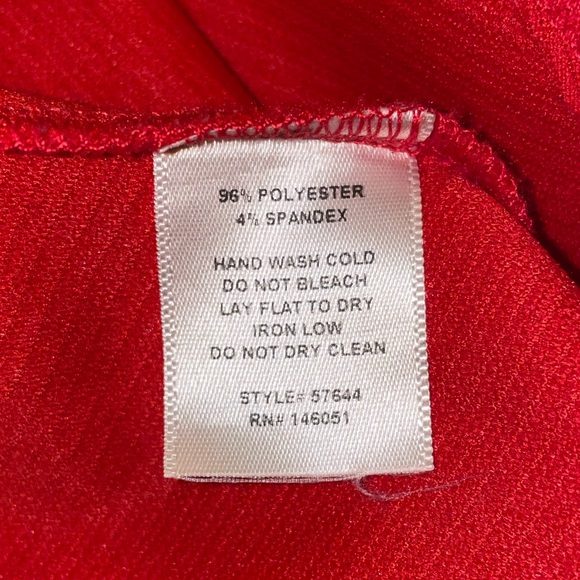 96% POLYESTER
4% SPANDEX
HAND WASH COLD
DO NOT BLEACH
LAY FLAT TO DRY
IRON LOW
DO NOT DRY CLEAN
STYLE# 57644
RN# 146051